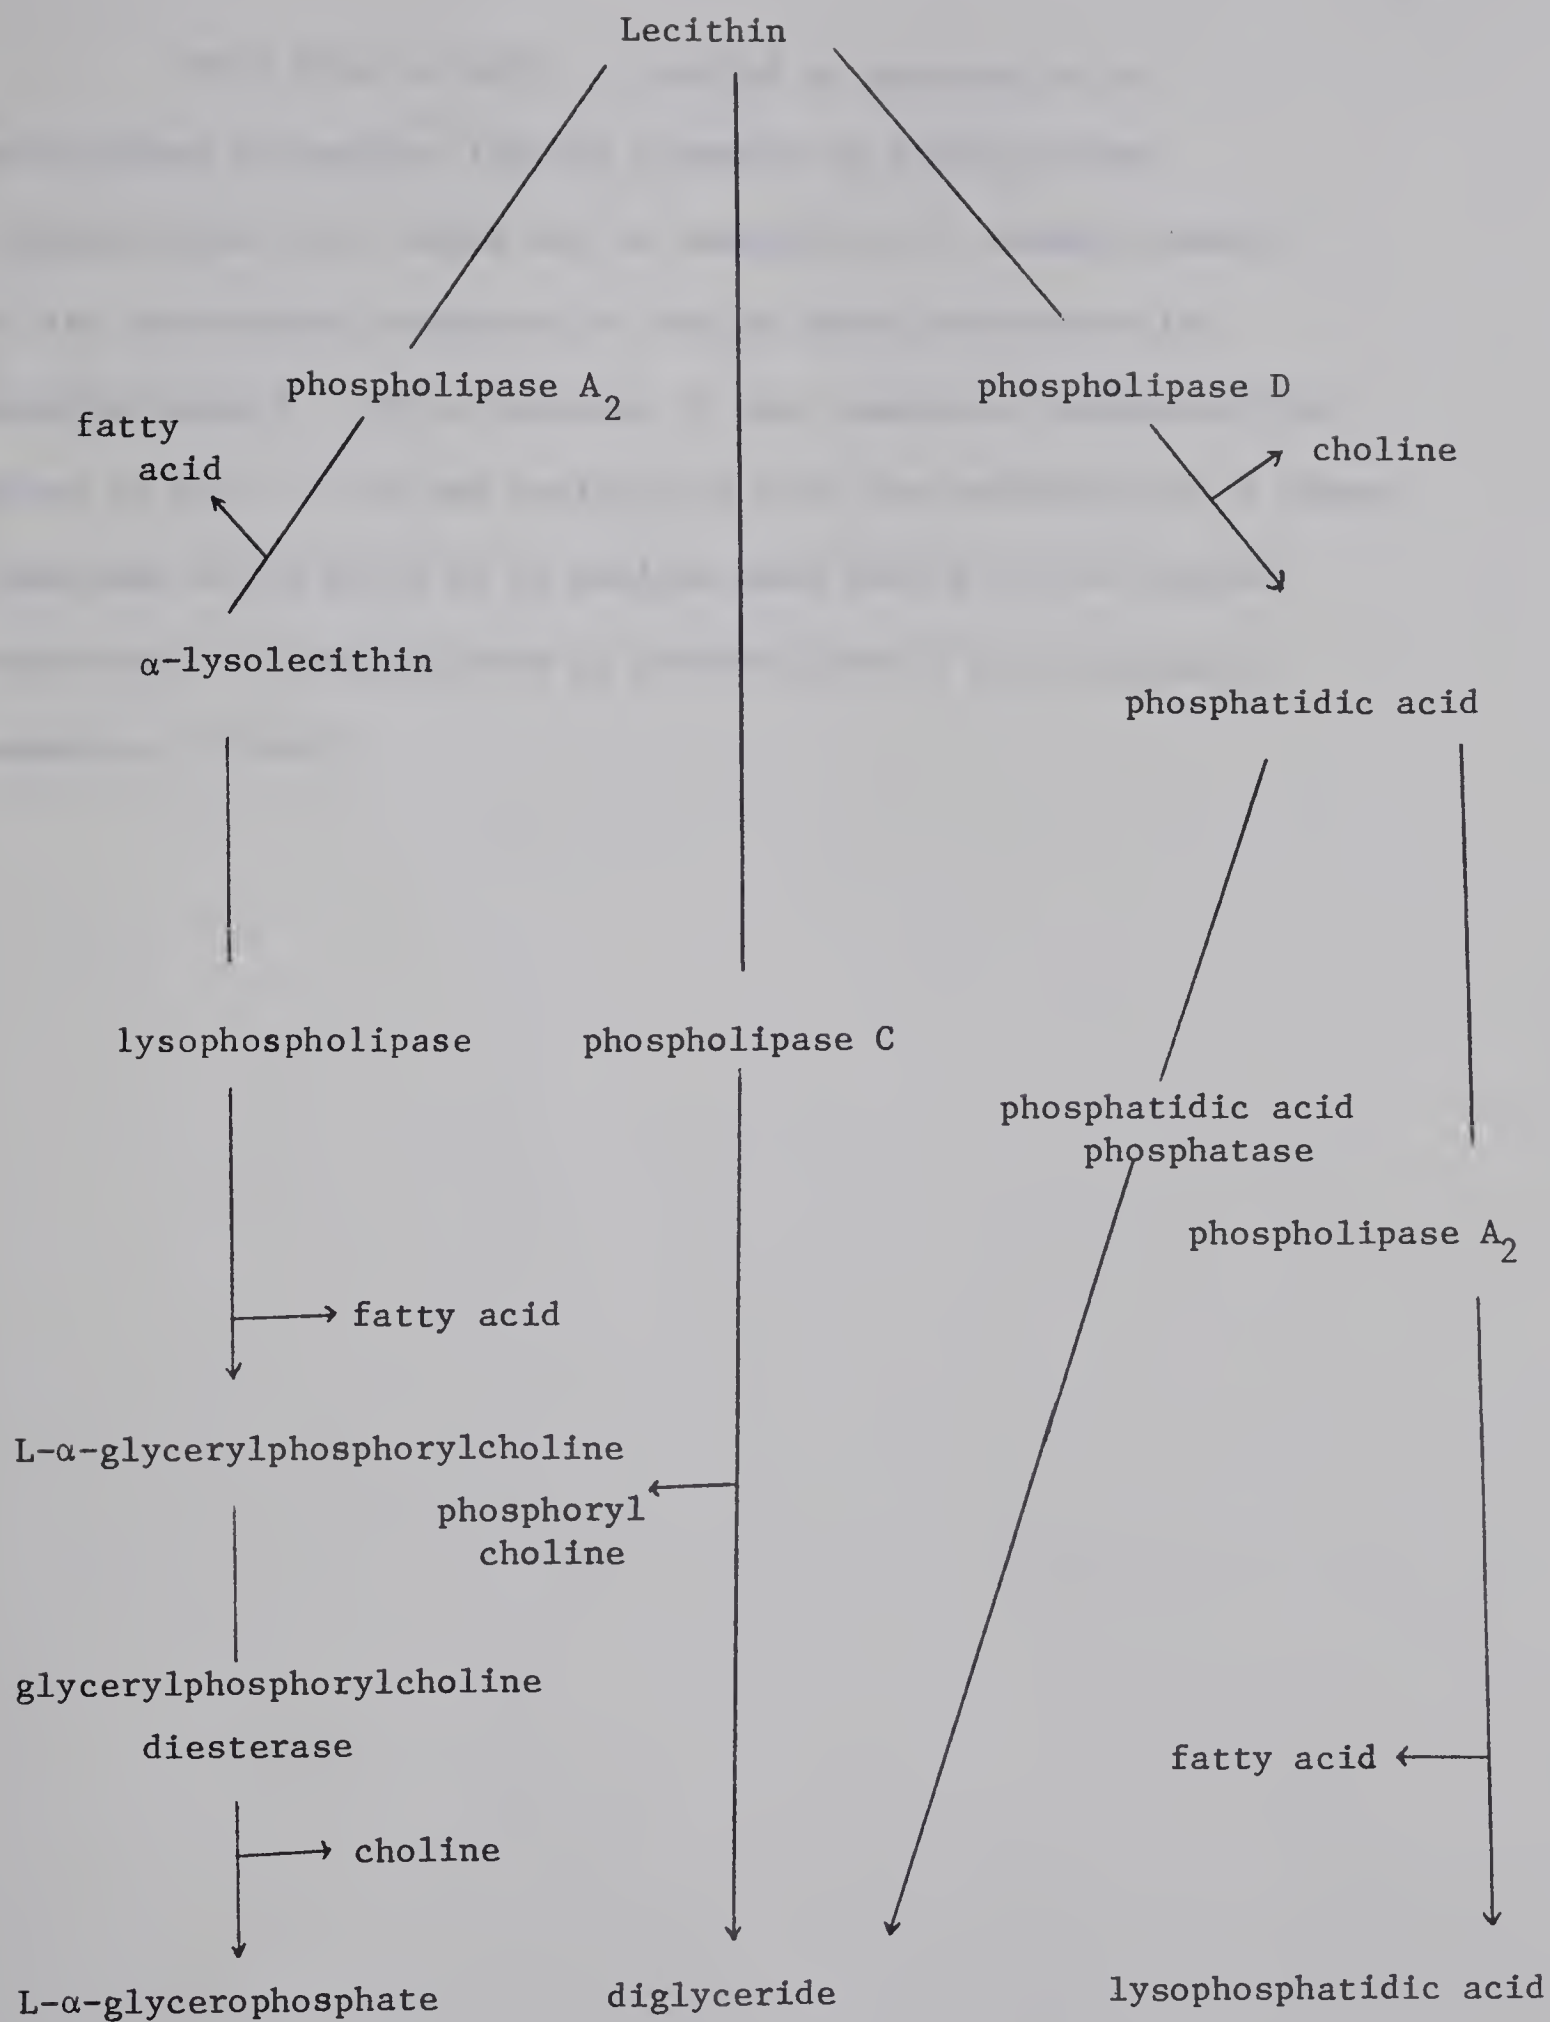 Lecithin
phospholipase A2
phospholipase D
fatty
acid
choline
α-lysolecithin
phosphatidic acid
lysophospholipase
phospholipase C
phosphatidic acid
phosphatase
phospholipase A2
fatty acid
L-α-glycerylphosphorylcholine
phosphoryl
choline
glycerylphosphorylcholine
diesterase
fatty acid
choline
L-α-glycerophosphate
diglyceride
lysophosphatidic acid